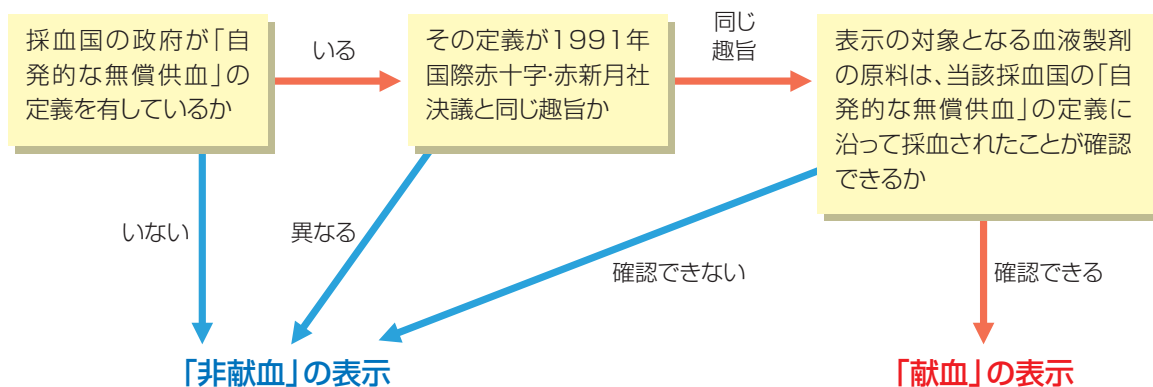 採血国の政府が「自
発的な無償供血」の
定義を有しているか
いる
その定義が1991年
国際赤十字・赤新月社
決議と同じ趣旨か
同じ
趣旨
表示の対象となる血液製剤
の原料は、当該採血国の「自
発的な無償供血」の定義に
沿って採血されたことが確認
できるか
いない
異なる
確認できない
確認できる
「非献血」の表示
「献血」の表示